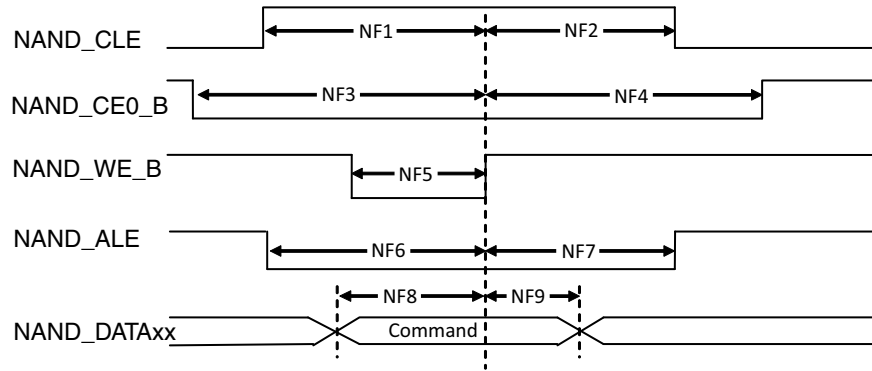 NAND_CLE NF1 NF2
NAND_CE0_B NF3 NF4
NAND_WE_B NF5
NAND_ALE NF6 NF7
NF8 NF9
NAND_DATAxx Command